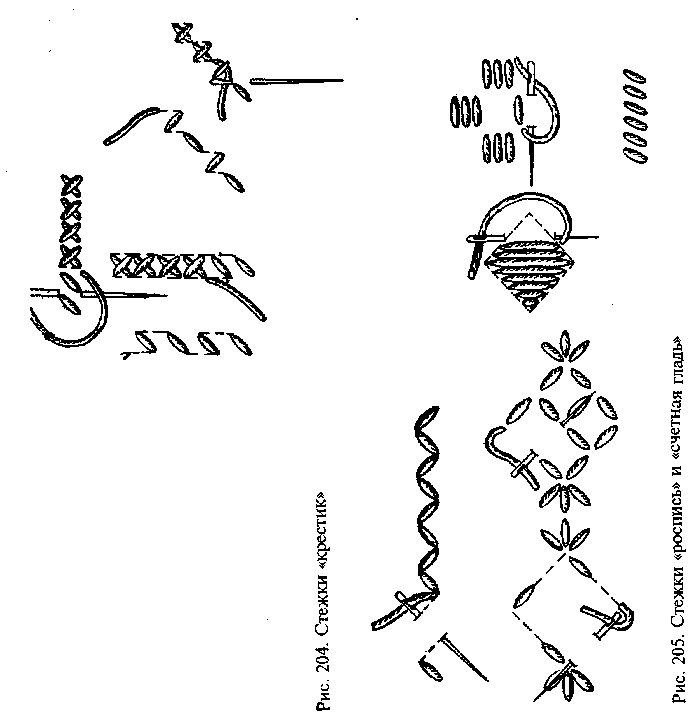 Рис. 204. Стежки «крестик»
Рис. 205. Стежки «роспись» и «счетная гладь»